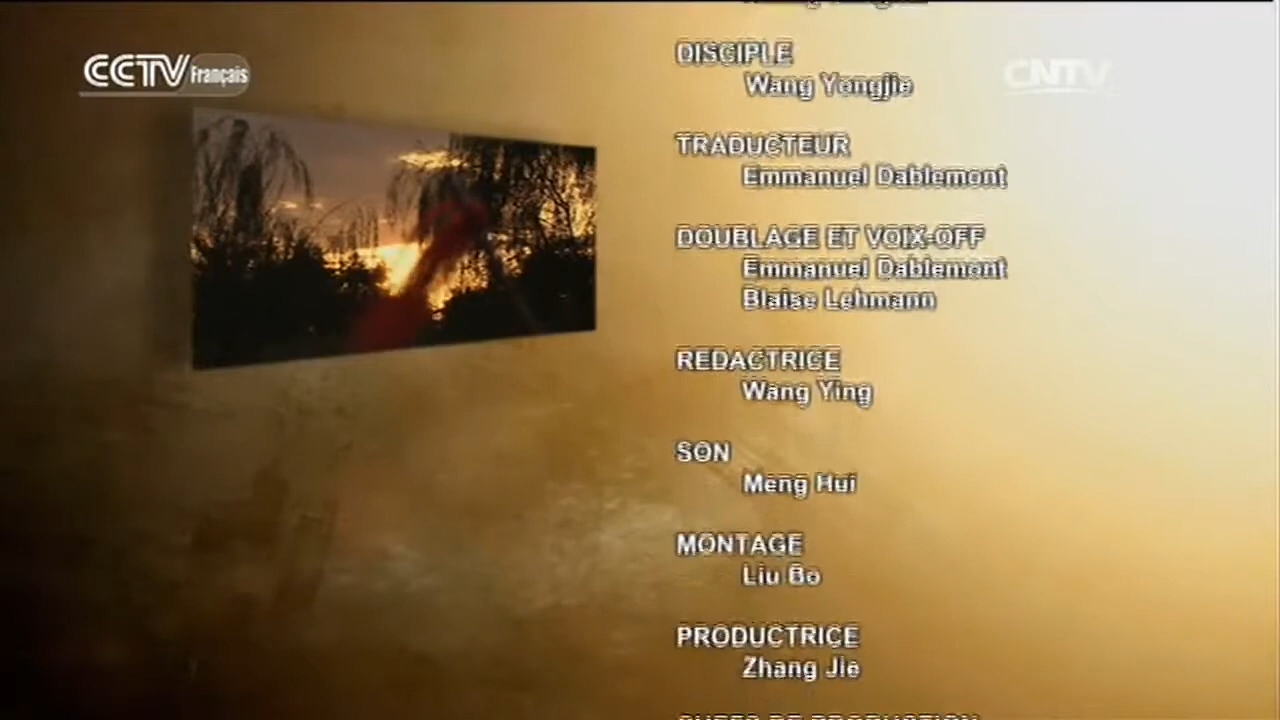 CCTV Français
CNTV
DISCIPLE
Wang Yongjie
TRADUCTEUR
Emmanuel Dablemont
DOUBLAGE ET VOIX-OFF
Emmanuel Dablemont
Blaise Lehmann
REDACTRICE
Wang Ying
SON
Meng Hui
MONTAGE
Liu Bo
PRODUCTRICE
Zhang Jie